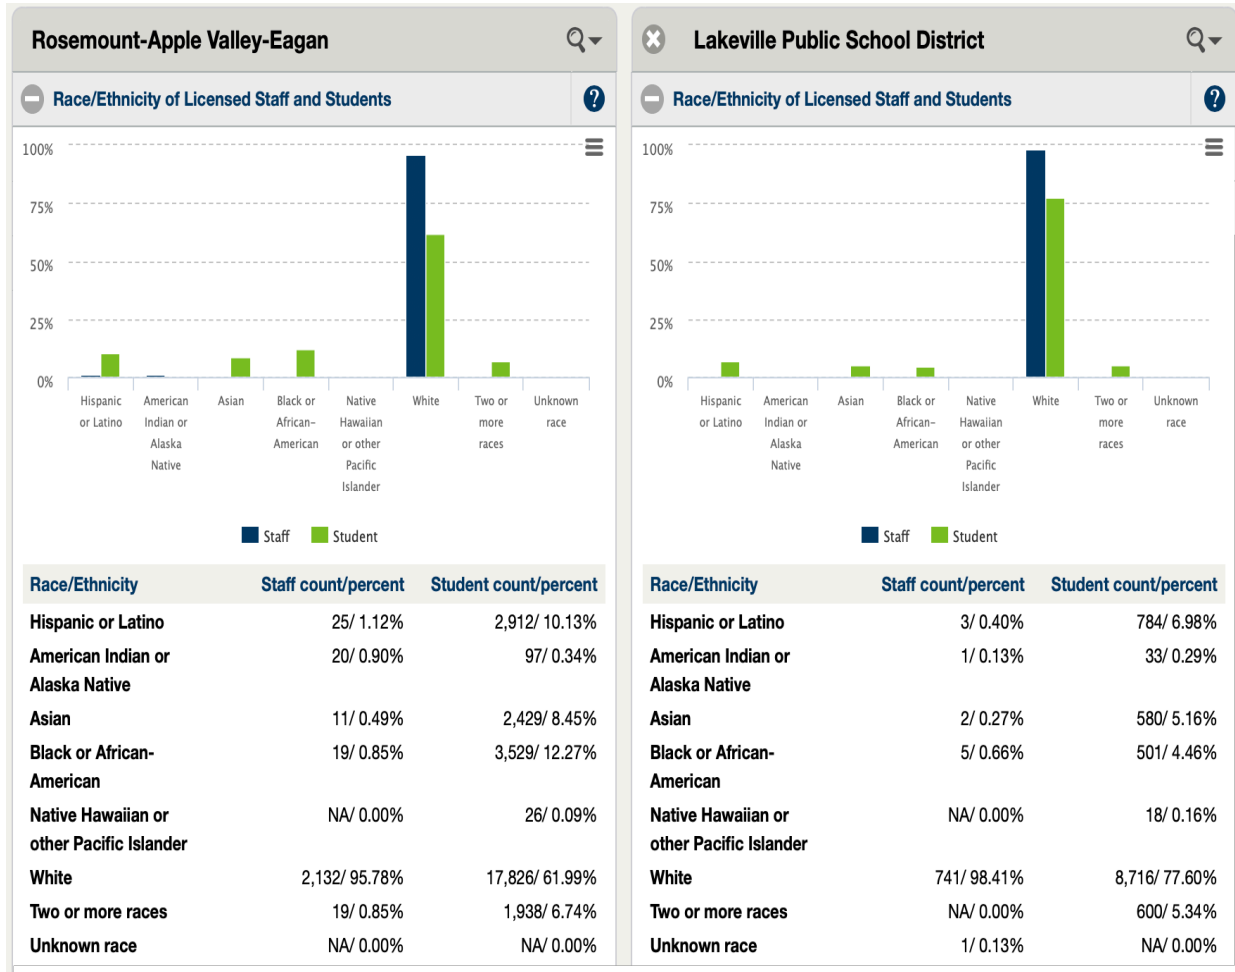 Rosemount-Apple Valley-Eagan
Race/Ethnicity of Licensed Staff and Students
?
100%
75%
50%
25%
0%
Hispanic
or Latino
American
Indian or
Alaska
Native
Asian
Black or
African-
American
Native
Hawaiian
or other
Pacific
Islander
White
Two or
more
races
Unknown
race
Staff
Student
Race/Ethnicity Staff count/percent Student count/percent
Hispanic or Latino 25/ 1.12% 2,912/ 10.13%
American Indian or 20/ 0.90% 97/ 0.34%
Alaska Native
Asian 11/ 0.49% 2,429/ 8.45%
Black or African- 19/ 0.85% 3,529/ 12.27%
American
Native Hawaiian or NA/ 0.00% 26/ 0.09%
other Pacific Islander
White 2,132/ 95.78% 17,826/ 61.99%
Two or more races 19/ 0.85% 1,938/ 6.74%
Unknown race NA/ 0.00% NA/ 0.00%
Lakeville Public School District
Race/Ethnicity of Licensed Staff and Students
?
100%
75%
50%
25%
0%
Hispanic
or Latino
American
Indian or
Alaska
Native
Asian
Black or
African-
American
Native
Hawaiian
or other
Pacific
Islander
White
Two or
more
races
Unknown
race
Staff
Student
Race/Ethnicity Staff count/percent Student count/percent
Hispanic or Latino 3/ 0.40% 784/ 6.98%
American Indian or 1/ 0.13% 33/ 0.29%
Alaska Native
Asian 2/ 0.27% 580/ 5.16%
Black or African- 5/ 0.66% 501/ 4.46%
American
Native Hawaiian or NA/ 0.00% 18/ 0.16%
other Pacific Islander
White 741/ 98.41% 8,716/ 77.60%
Two or more races NA/ 0.00% 600/ 5.34%
Unknown race 1/ 0.13% NA/ 0.00%